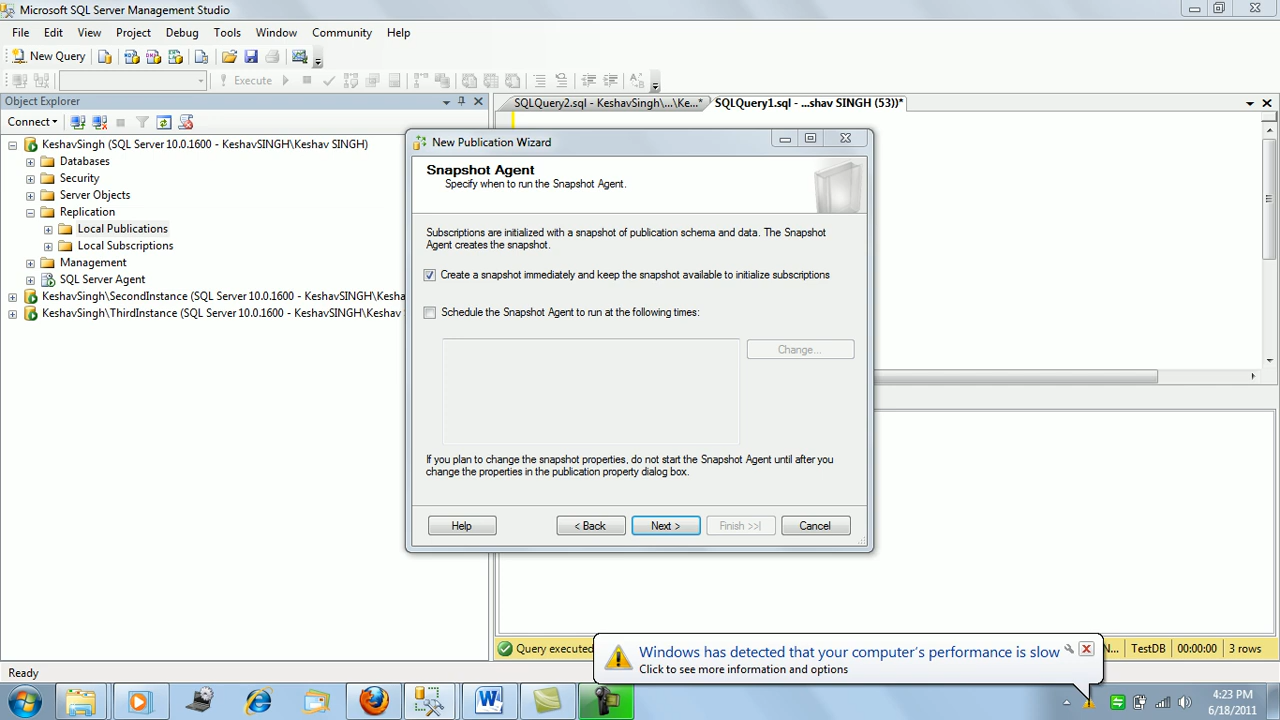 Microsoft SQL Server Management Studio
File Edit View Project Debug Tools Window Community Help
New Query
Execute
Object Explorer
SQLQuery2.sql - KeshavSingh\...\Ke...*
SQLQuery1.sql - ...shav SINGH (53))*
Connect
KeshavSingh (SQL Server 10.0.1600 - KeshavSINGH\Keshav SINGH)
Databases
Security
Server Objects
Replication
Local Publications
Local Subscriptions
Management
SQL Server Agent
KeshavSingh\SecondInstance (SQL Server 10.0.1600 - KeshavSINGH\Kesha
KeshavSingh\ThirdInstance (SQL Server 10.0.1600 - KeshavSINGH\Keshav
New Publication Wizard
Snapshot Agent
Specify when to run the Snapshot Agent.
Subscriptions are initialized with a snapshot of publication schema and data. The Snapshot
Agent creates the snapshot.
Create a snapshot immediately and keep the snapshot available to initialize subscriptions
Schedule the Snapshot Agent to run at the following times:
Change...
If you plan to change the snapshot properties, do not start the Snapshot Agent until after you
change the properties in the publication property dialog box.
Help < Back Next > Finish >>| Cancel
Query executed
N... TestDB 00:00:00 3 rows
Windows has detected that your computer's performance is slow
Click to see more information and options
Ready
4:23 PM
6/18/2011